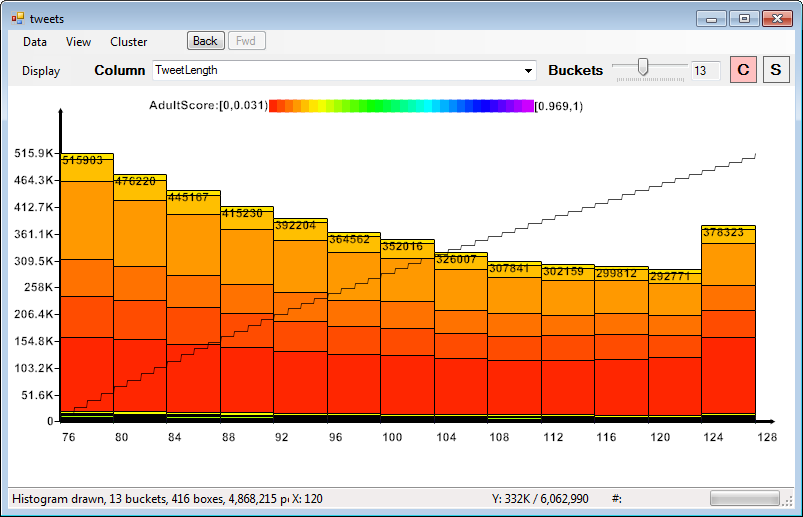 tweets
Data View Cluster Back Fwd
Display Column TweetLength Buckets 13 C S
AdultScore:[0,0.031) [0.969,1)
515.9K
464.3K
412.7K
361.1K
309.5K
258K
206.4K
154.8K
103.2K
51.6K
0
515903
476220
445167
415230
392204
364562
352016
326007
307841
302159
299812
292771
378323
76 80 84 88 92 96 100 104 108 112 116 120 124 128
Histogram drawn, 13 buckets, 416 boxes, 4,868,215 p X: 120 Y: 332K / 6,062,990 #: